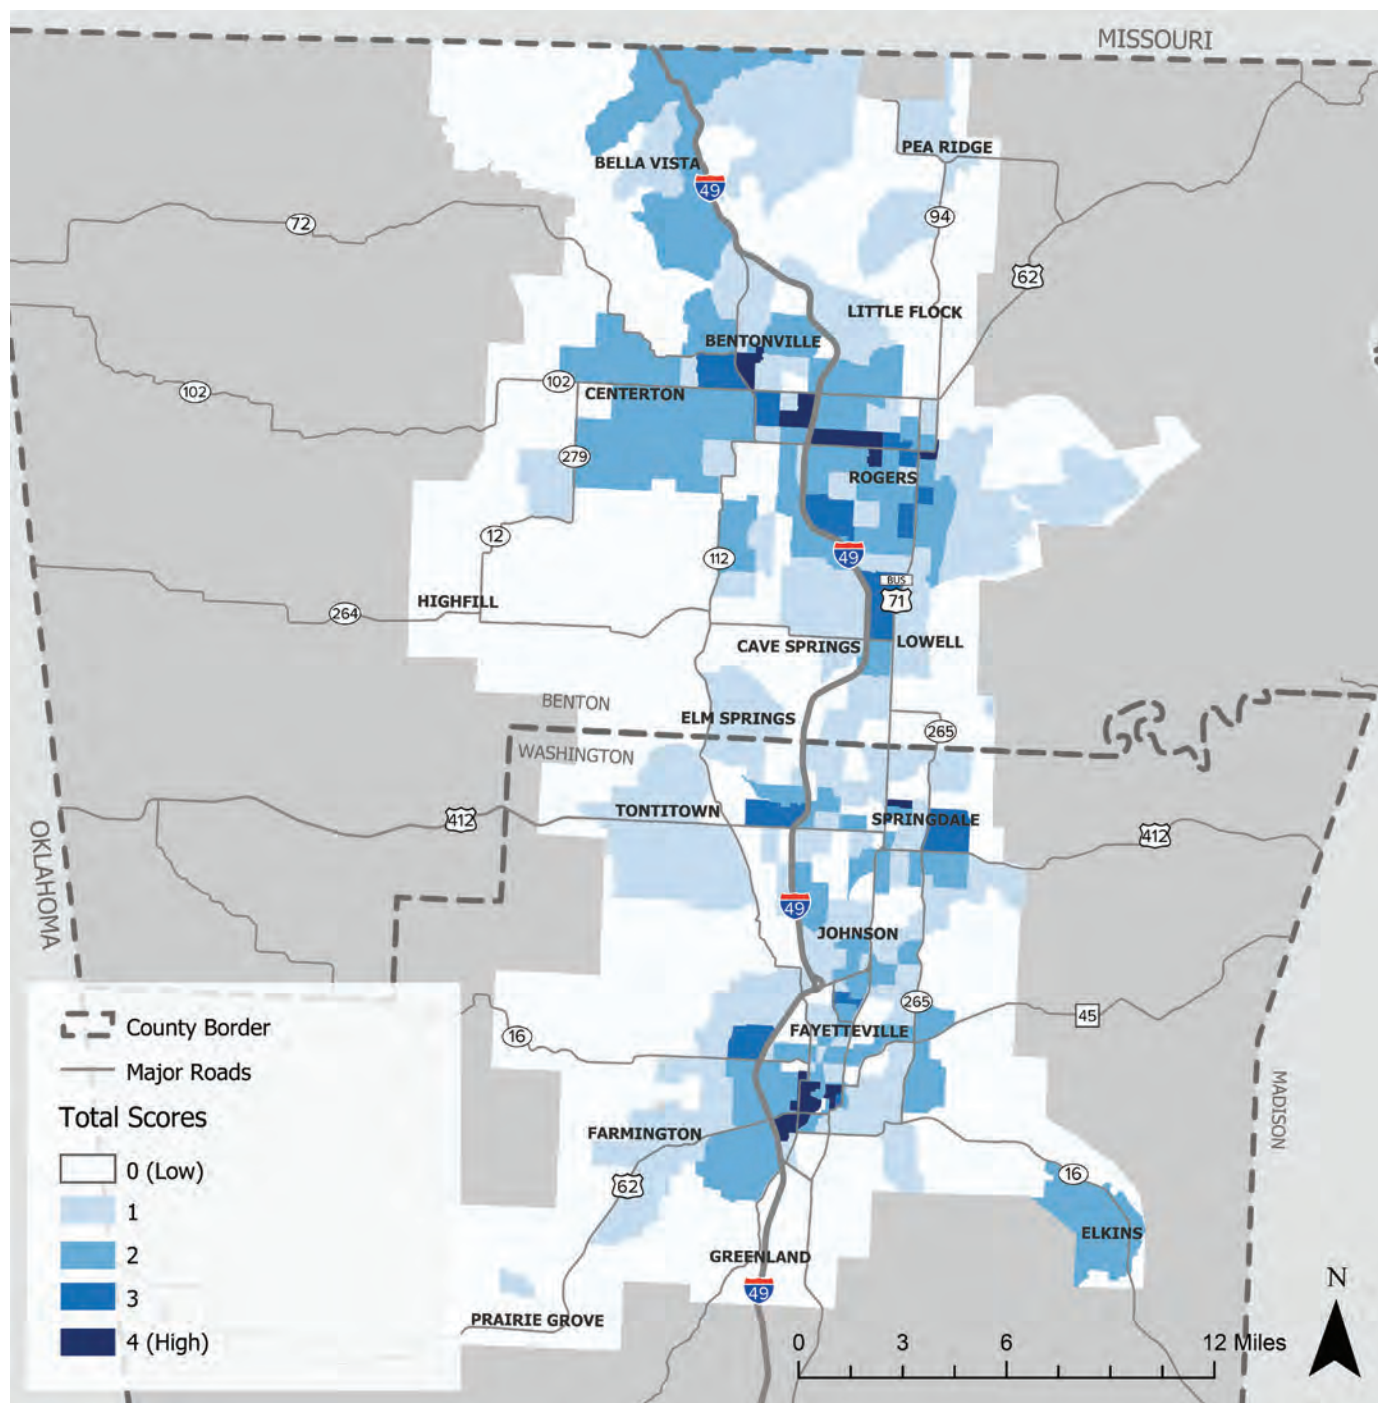 MISSOURI
PEA RIDGE
BELLA VISTA
49
72
94
62
LITTLE FLOCK
BENTONVILLE
102
102
CENTERTON
279
ROGERS
12
112
49
BUS
71
HIGHFILL
264
CAVE SPRINGS
LOWELL
BENTON
ELM SPRINGS
265
WASHINGTON
TONTITOWN
412
SPRINGDALE
412
OKLAHOMA
49
JOHNSON
265
45
16
FAYETTEVILLE
MADISON
FARMINGTON
62
16
ELKINS
GREENLAND
49
PRAIRIE GROVE
County Border
Major Roads
Total Scores
0 (Low)
1
2
3
4 (High)
N
0 3 6 12 Miles